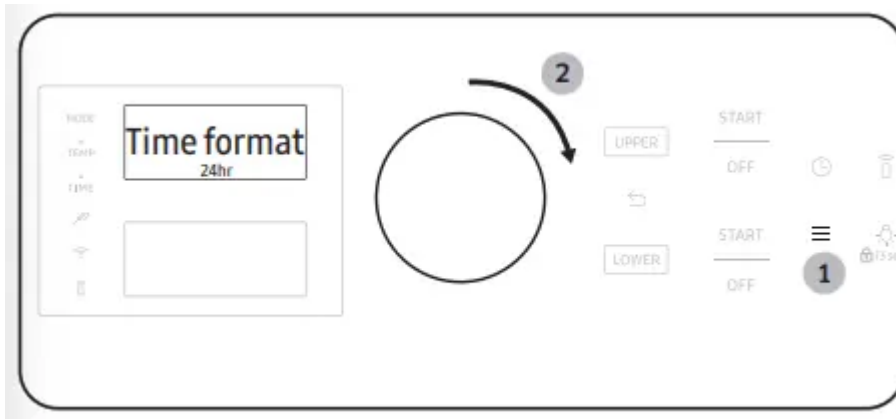 MODE
TEMP
TIME
Time format
24hr
2
UPPER
START
OFF
LOWER
START
OFF
1